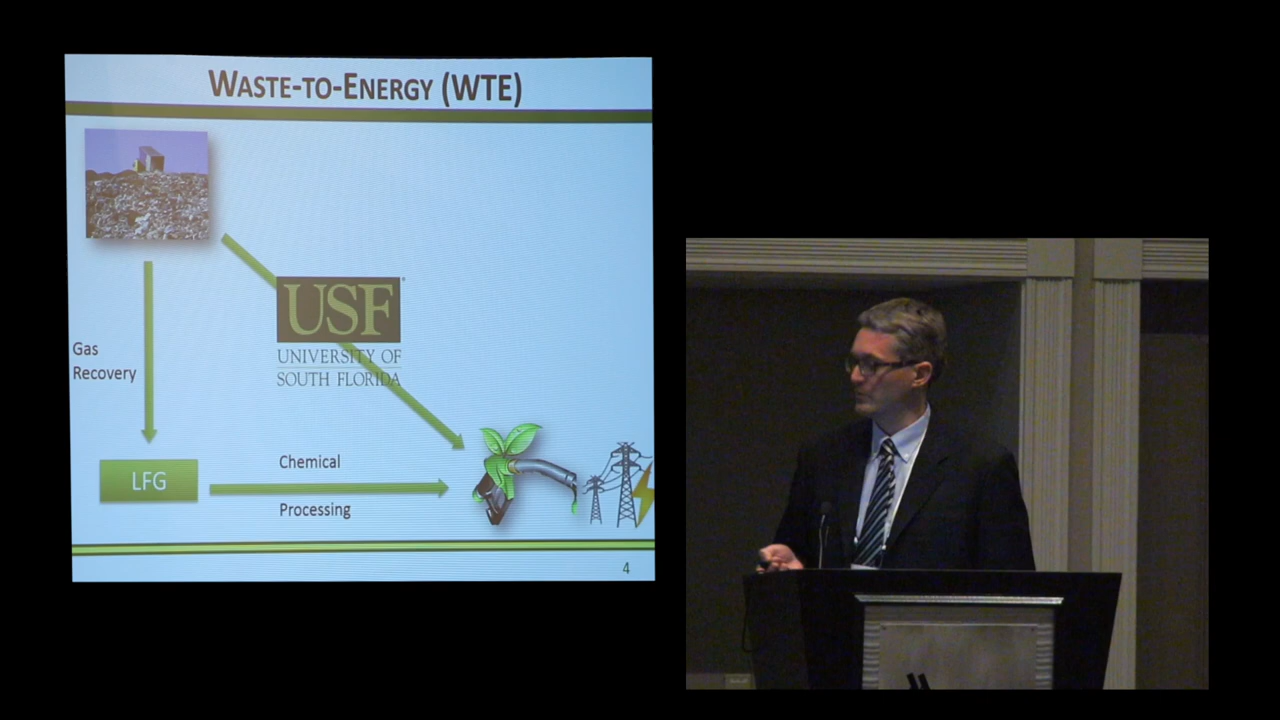 WASTE-TO-ENERGY (WTE)
USF
UNIVERSITY OF
SOUTH FLORIDA
Gas
Recovery
LFG
Chemical
Processing
4